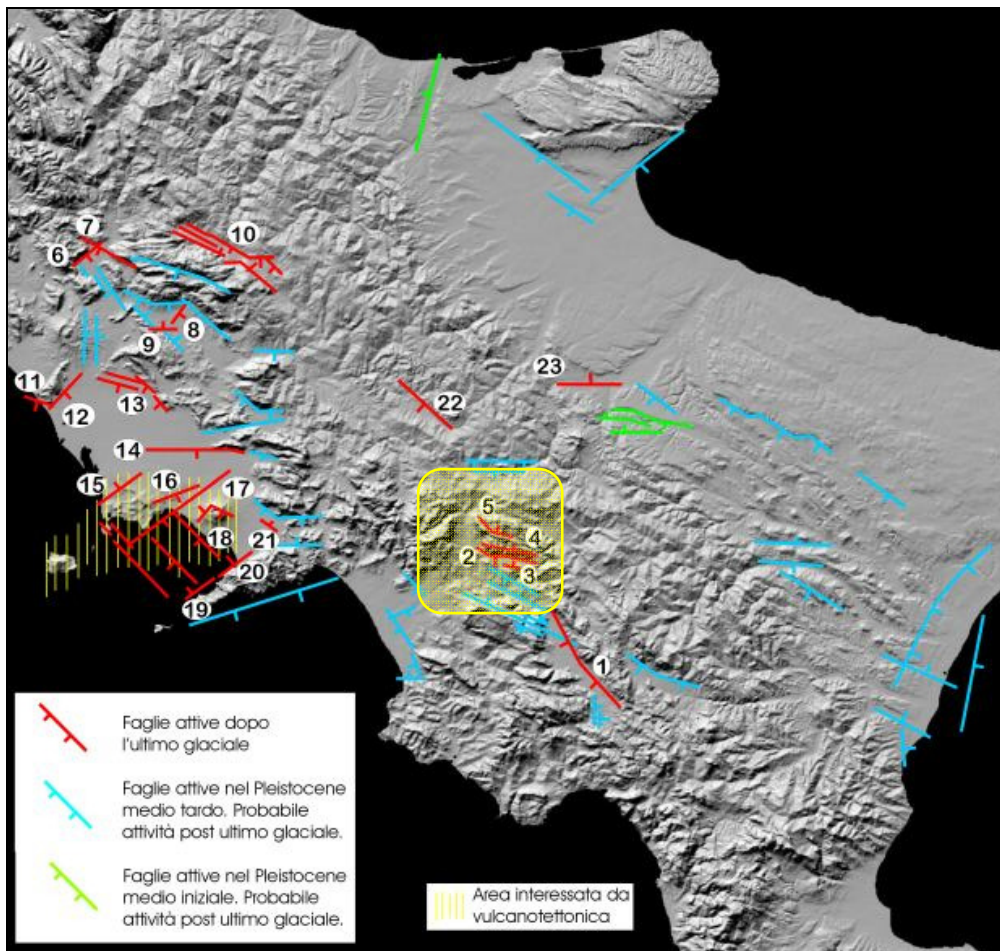 7
10
6
8
9
23
11
12
13
22
14
15
16
17
5
4
18
21
2
3
20
19
1
Faglie attive dopo
l'ultimo glaciale
Faglie attive nel Pleistocene
medio tardo. Probabile
attività post ultimo glaciale.
Faglie attive nel Pleistocene
medio iniziale. Probabile
attività post ultimo glaciale.
Area interessata da
vulcanotettonica